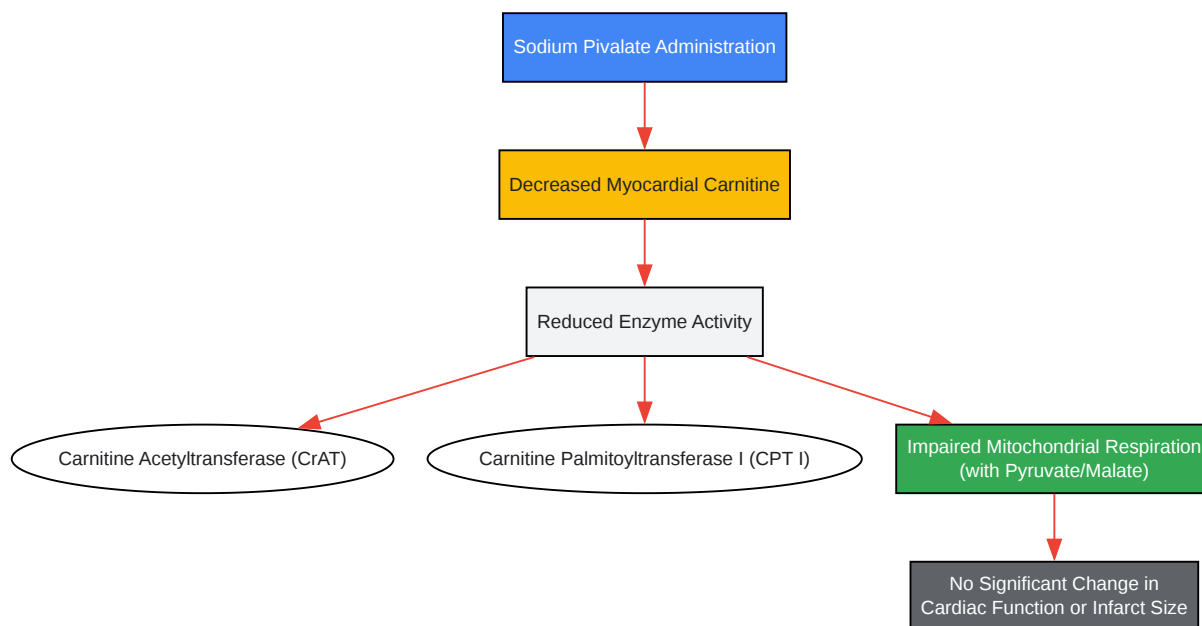 Sodium Pivalate Administration
Decreased Myocardial Carnitine
Reduced Enzyme Activity
Carnitine Acetyltransferase (CrAT)
Carnitine Palmitoyltransferase I (CPT I)
Impaired Mitochondrial Respiration
(with Pyruvate/Malate)
No Significant Change in
Cardiac Function or Infarct Size